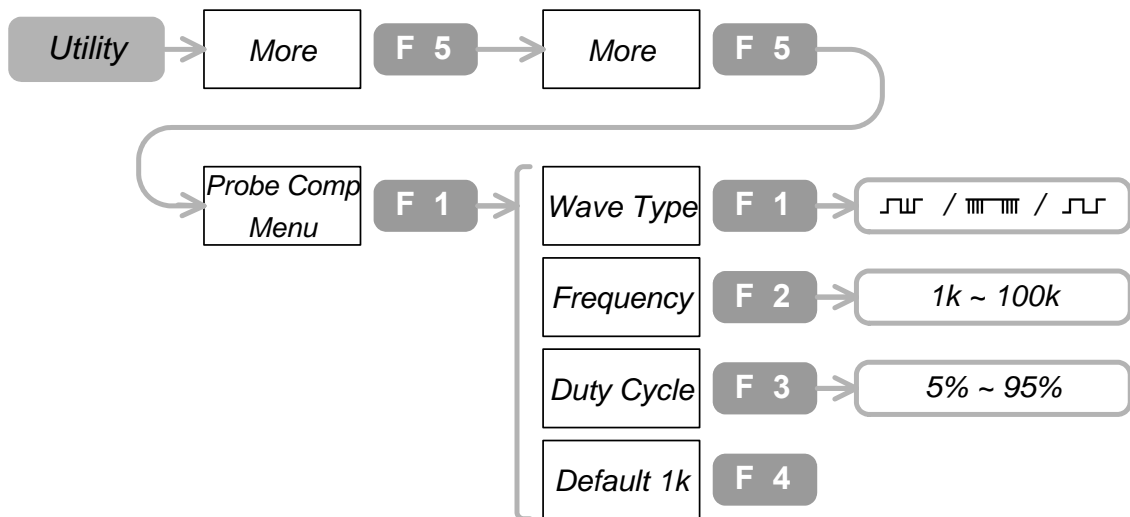 Utility More F 5 More F 5
Probe Comp
Menu
F 1
Wave Type F 1 / /
Frequency F 2 1k ~ 100k
Duty Cycle F 3 5% ~ 95%
Default 1k F 4